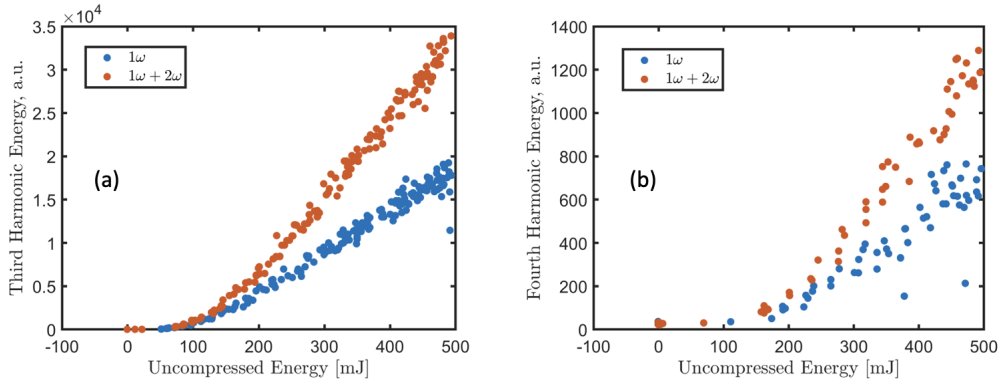 ×10⁴
3.5
3
2.5
2
1.5
1
0.5
0
-100 0 100 200 300 400 500
Third Harmonic Energy, a.u.
Uncompressed Energy [mJ]
1ω
1ω + 2ω
(a)
1400
1200
1000
800
600
400
200
0
-100 0 100 200 300 400 500
Fourth Harmonic Energy, a.u.
Uncompressed Energy [mJ]
1ω
1ω + 2ω
(b)